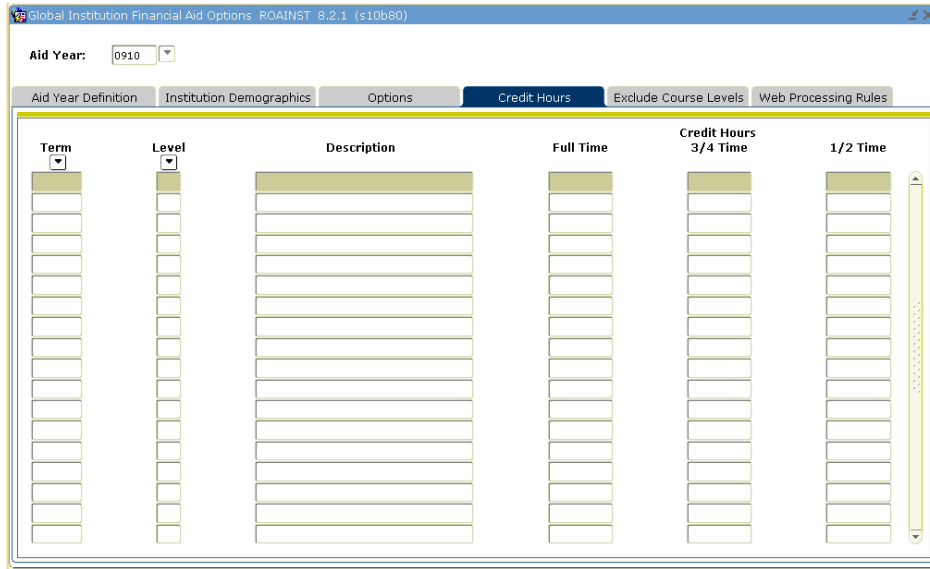 Global Institution Financial Aid Options ROAINST 8.2.1 (s10b80)
Aid Year: 0910
Aid Year Definition Institution Demographics Options Credit Hours Exclude Course Levels Web Processing Rules
Credit Hours
Term Level Description Full Time 3/4 Time 1/2 Time